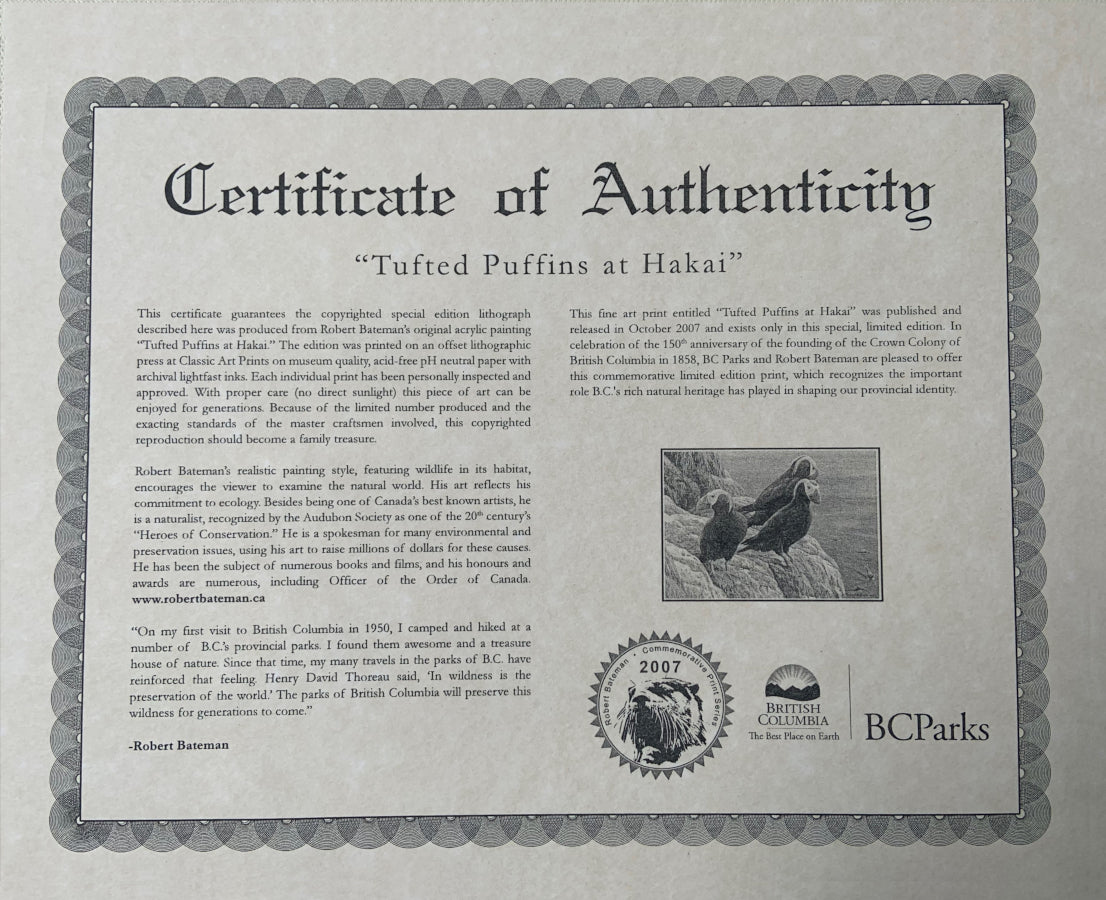 Certificate of Authenticity
“Tufted Puffins at Hakai”
This certificate guarantees the copyrighted special edition lithograph
described here was produced from Robert Bateman’s original acrylic painting
“Tufted Puffins at Hakai.” The edition was printed on an offset lithographic
press at Classic Art Prints on museum quality, acid-free pH neutral paper with
archival lightfast inks. Each individual print has been personally inspected and
approved. With proper care (no direct sunlight) this piece of art can be
enjoyed for generations. Because of the limited number produced and the
exacting standards of the master craftsmen involved, this copyrighted
reproduction should become a family treasure.
Robert Bateman’s realistic painting style, featuring wildlife in its habitat,
encourages the viewer to examine the natural world. His art reflects his
commitment to ecology. Besides being one of Canada’s best known artists, he
is a naturalist, recognized by the Audubon Society as one of the 20th century’s
“Heroes of Conservation.” He is a spokesman for many environmental and
preservation issues, using his art to raise millions of dollars for these causes.
He has been the subject of numerous books and films, and his honours and
awards are numerous, including Officer of the Order of Canada.
www.robertbateman.ca
“On my first visit to British Columbia in 1950, I camped and hiked at a
number of B.C.’s provincial parks. I found them awesome and a treasure
house of nature. Since that time, my many travels in the parks of B.C. have
reinforced that feeling. Henry David Thoreau said, ‘In wildness is the
preservation of the world.’ The parks of British Columbia will preserve this
wildness for generations to come.”
-Robert Bateman
This fine art print entitled “Tufted Puffins at Hakai” was published and
released in October 2007 and exists only in this special, limited edition. In
celebration of the 150th anniversary of the founding of the Crown Colony of
British Columbia in 1858, BC Parks and Robert Bateman are pleased to offer
this commemorative limited edition print, which recognizes the important
role B.C.'s rich natural heritage has played in shaping our provincial identity.
Robert Bateman • Commemorative Print Series
2007
BRITISH
COLUMBIA
The Best Place on Earth
BCParks